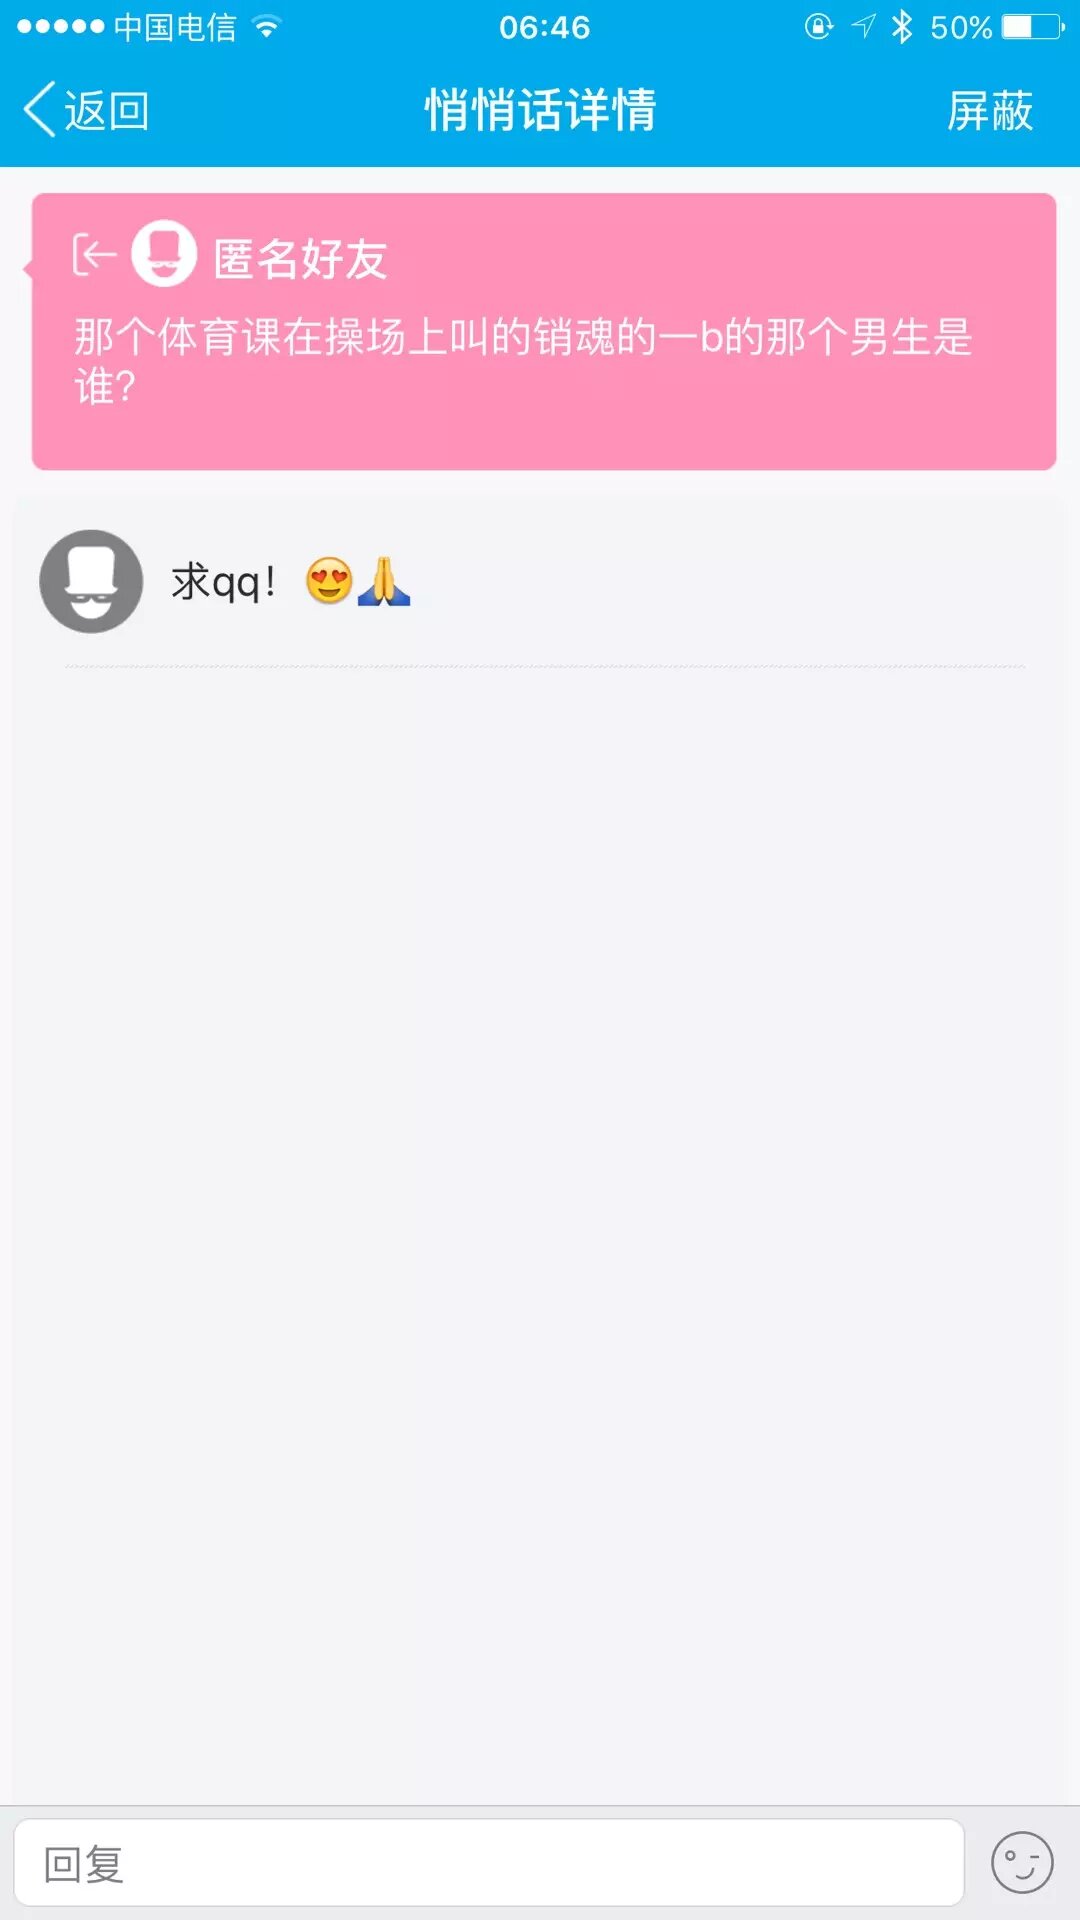 中国电信 06:46 50%
返回 悄悄话详情 屏蔽
匿名好友
那个体育课在操场上叫的销魂的一b的那个男生是
谁?
求qq! 😍🙏
回复